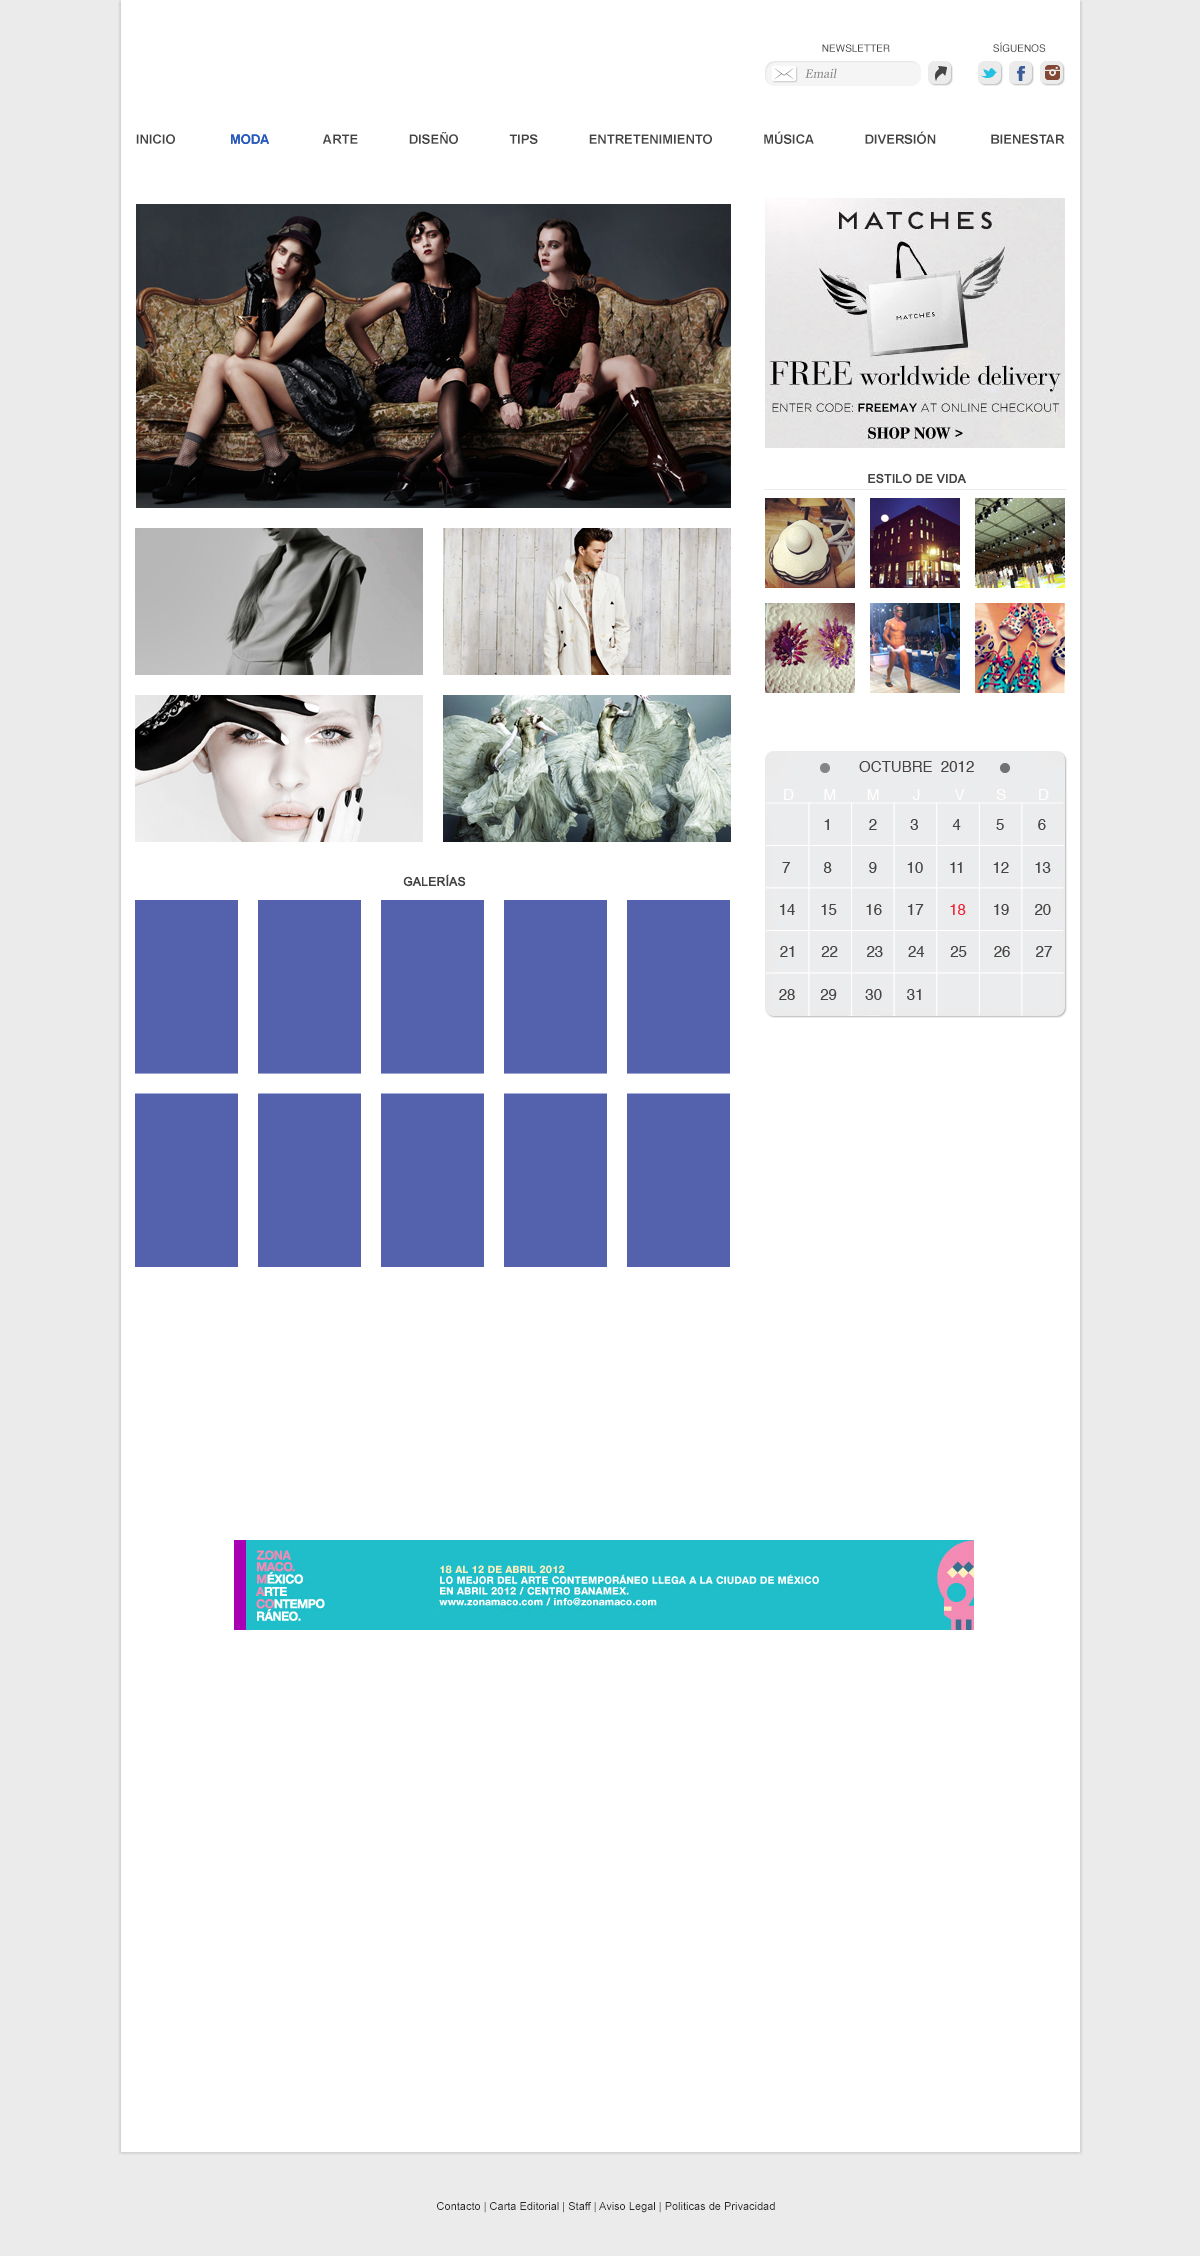 NEWSLETTER
SÍGUENOS
Email
INICIO MODA ARTE DISEÑO TIPS ENTRETENIMIENTO MÚSICA DIVERSIÓN BIENESTAR
MATCHES
MATCHES
FREE worldwide delivery
ENTER CODE: FREEMAY AT ONLINE CHECKOUT
SHOP NOW >
ESTILO DE VIDA
OCTUBRE 2012
D M M J V S D
1 2 3 4 5 6
7 8 9 10 11 12 13
14 15 16 17 18 19 20
21 22 23 24 25 26 27
28 29 30 31
GALERÍAS
ZONA
MACO.
MÉXICO
ARTE
CONTEMPO
RÁNEO.
18 AL 12 DE ABRIL 2012
LO MEJOR DEL ARTE CONTEMPORÁNEO LLEGA A LA CIUDAD DE MÉXICO
EN ABRIL 2012 / CENTRO BANAMEX.
www.zonamaco.com / info@zonamaco.com
Contacto | Carta Editorial | Staff | Aviso Legal | Politicas de Privacidad